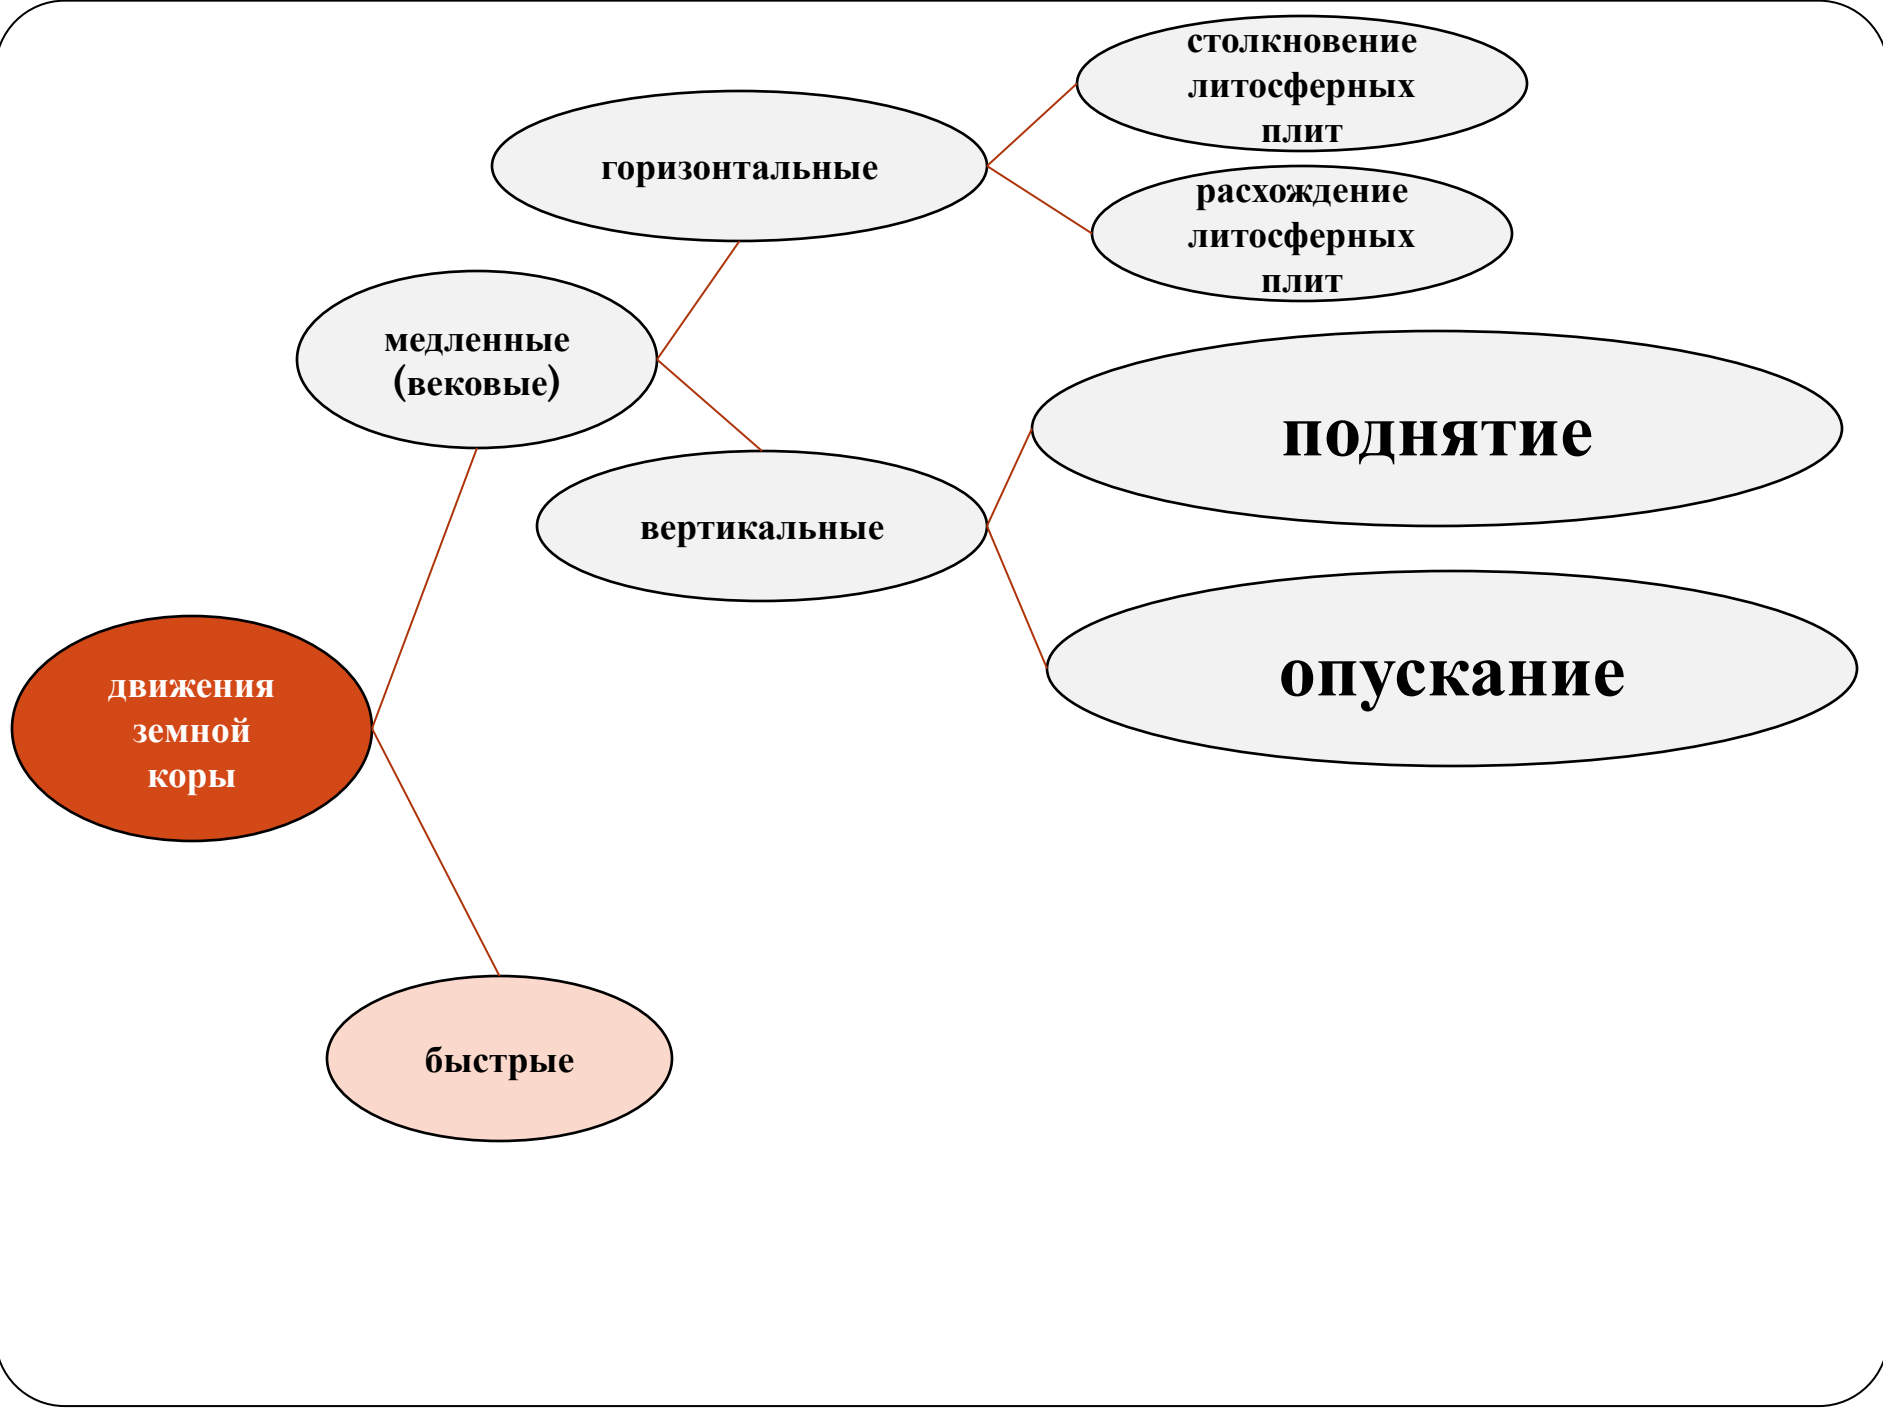 столкновение
литосферных
плит
горизонтальные
расхождение
литосферных
плит
медленные
(вековые)
поднятие
вертикальные
опускание
движения
земной
коры
быстрые